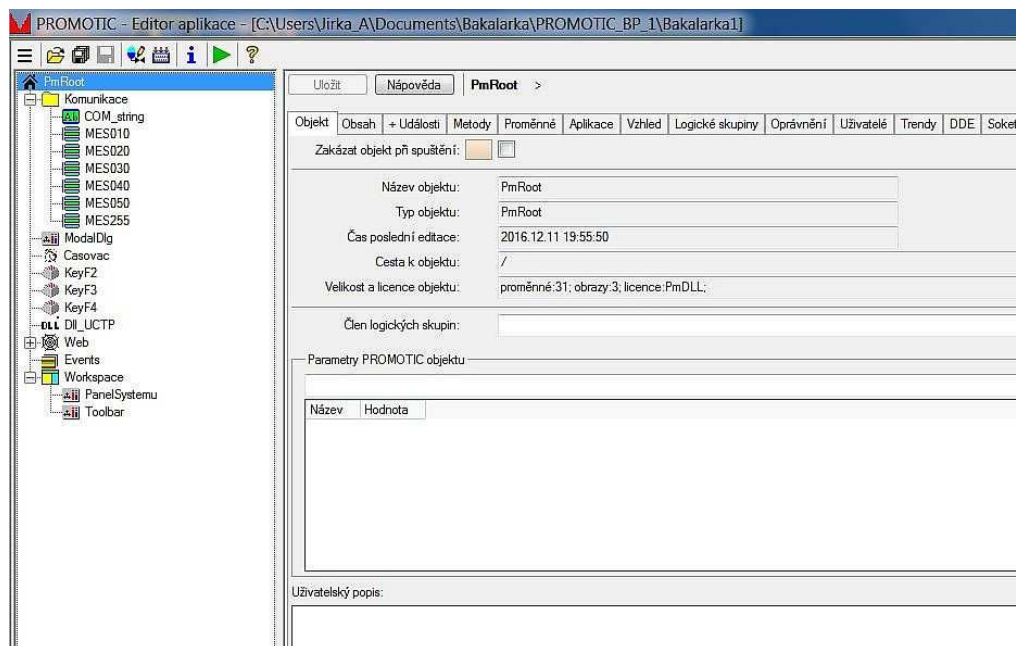 PROMOTIC - Editor aplikace - [C:\Users\Jirka_A\Documents\Bakalarka\PROMOTIC_BP_1\Bakalarka1]
PmRoot
Komunikace
COM_string
MES010
MES020
MES030
MES040
MES050
MES255
ModalDlg
Casovac
KeyF2
KeyF3
KeyF4
DLL Dll_UCTP
Web
Events
Workspace
PanelSystemu
Toolbar
Uložit Nápověda PmRoot >
Objekt Obsah + Události Metody Proměnné Aplikace Vzhled Logické skupiny Oprávnění Uživatelé Trendy DDE Soket
Zakázat objekt při spuštění:
Název objektu: PmRoot
Typ objektu: PmRoot
Čas poslední editace: 2016.12.11 19:55:50
Cesta k objektu: /
Velikost a licence objektu: proměnné:31; obrazy:3; licence:PmDLL;
Člen logických skupin:
Parametry PROMOTIC objektu
Název Hodnota
Uživatelský popis: